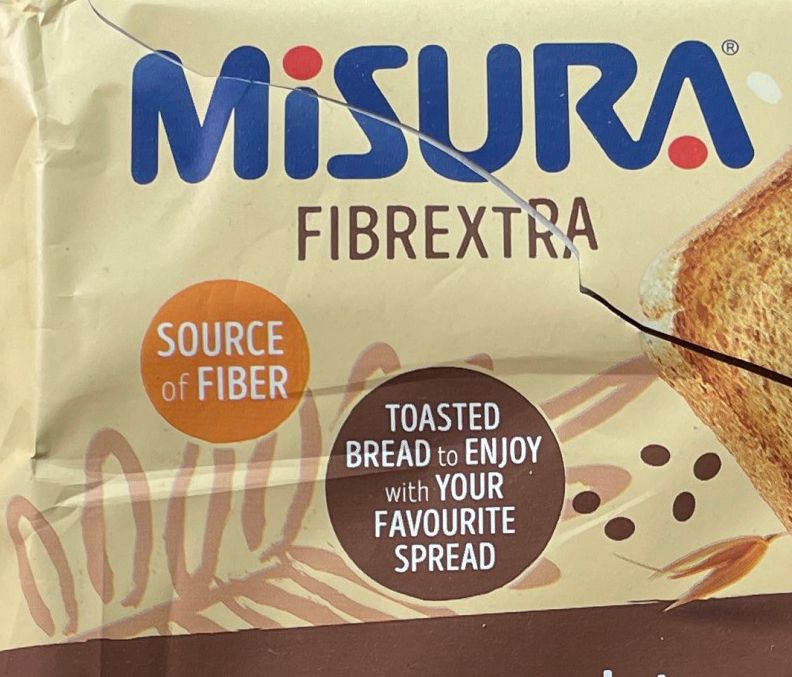 MiSURA®
FIBREXTRA
SOURCE
of FIBER
TOASTED
BREAD to ENJOY
with YOUR
FAVOURITE
SPREAD